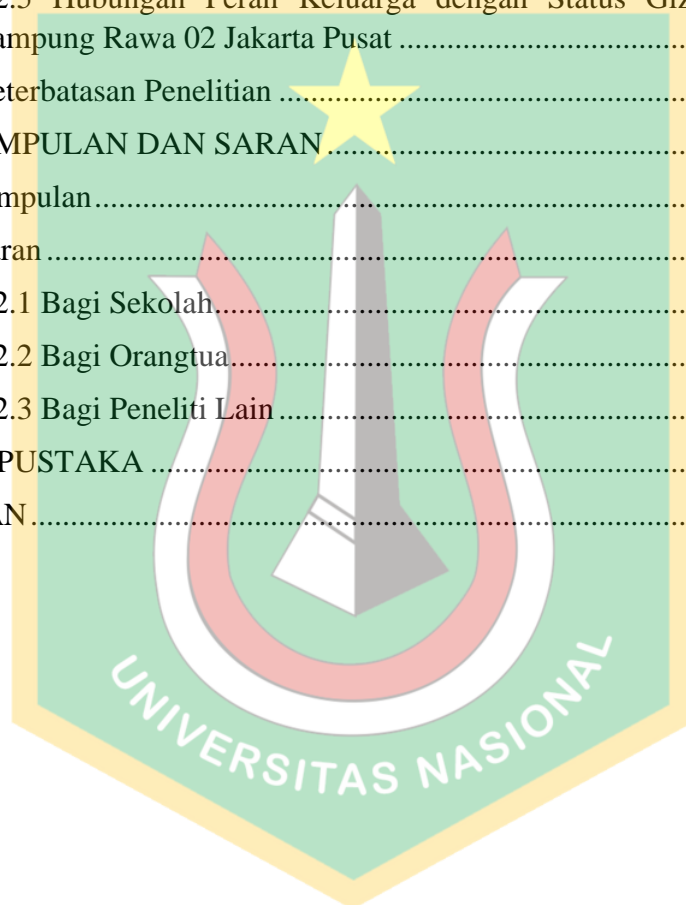 2.5 Hubungan Peran Keluarga dengan Status Giz
ampung Rawa 02 Jakarta Pusat ........................................
eterbatasan Penelitian ........................................
MPULAN DAN SARAN ........................................
mpulan ........................................
ran ........................................
2.1 Bagi Sekolah ........................................
2.2 Bagi Orangtua ........................................
2.3 Bagi Peneliti Lain ........................................
PUSTAKA ........................................
AN ........................................
UNIVERSITAS NASIONAL